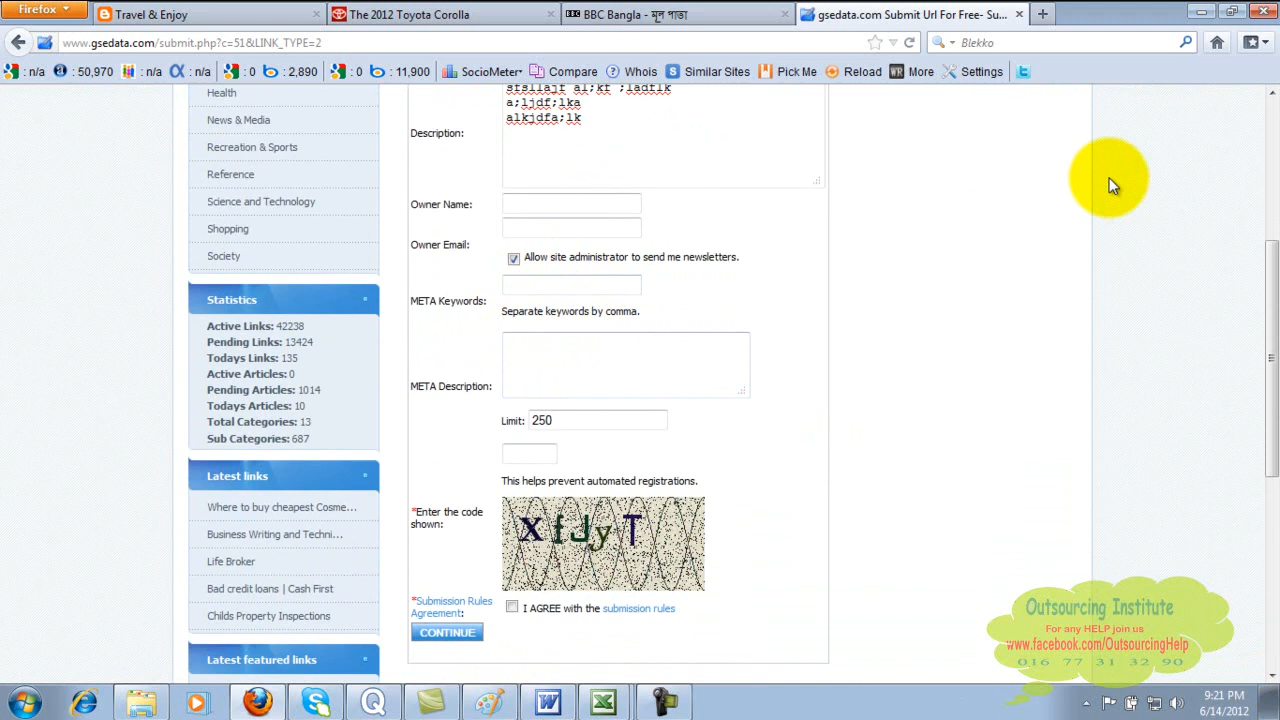 Firefox
Travel & Enjoy
The 2012 Toyota Corolla
BBC Bangla - মূল পাতা
gsedata.com Submit Url For Free- Su...
www.gsedata.com/submit.php?c=51&LINK_TYPE=2
Blekko
: n/a
: 50,970
: n/a
: n/a
: 0
: 2,890
: 0
: 11,900
SocioMeter
Compare
Whois
Similar Sites
Pick Me
Reload
WR More
Settings
Health
News & Media
Recreation & Sports
Reference
Science and Technology
Shopping
Society
Statistics
Active Links: 42238
Pending Links: 13424
Todays Links: 135
Active Articles: 0
Pending Articles: 1014
Todays Articles: 10
Total Categories: 13
Sub Categories: 687
Latest links
Where to buy cheapest Cosme...
Business Writing and Techni...
Life Broker
Bad credit loans | Cash First
Childs Property Inspections
Latest featured links
sfsllajf al;kf ;ladflk
a;ljdf;lka
alkjdfa;lk
Description:
Owner Name:
Owner Email:
Allow site administrator to send me newsletters.
META Keywords:
Separate keywords by comma.
META Description:
Limit: 250
This helps prevent automated registrations.
*Enter the code
shown:
XfJyT
*Submission Rules
Agreement:
I AGREE with the submission rules
CONTINUE
Outsourcing Institute
For any HELP join us
www.facebook.com/OutsourcingHelp
016 77 31 32 90
9:21 PM
6/14/2012